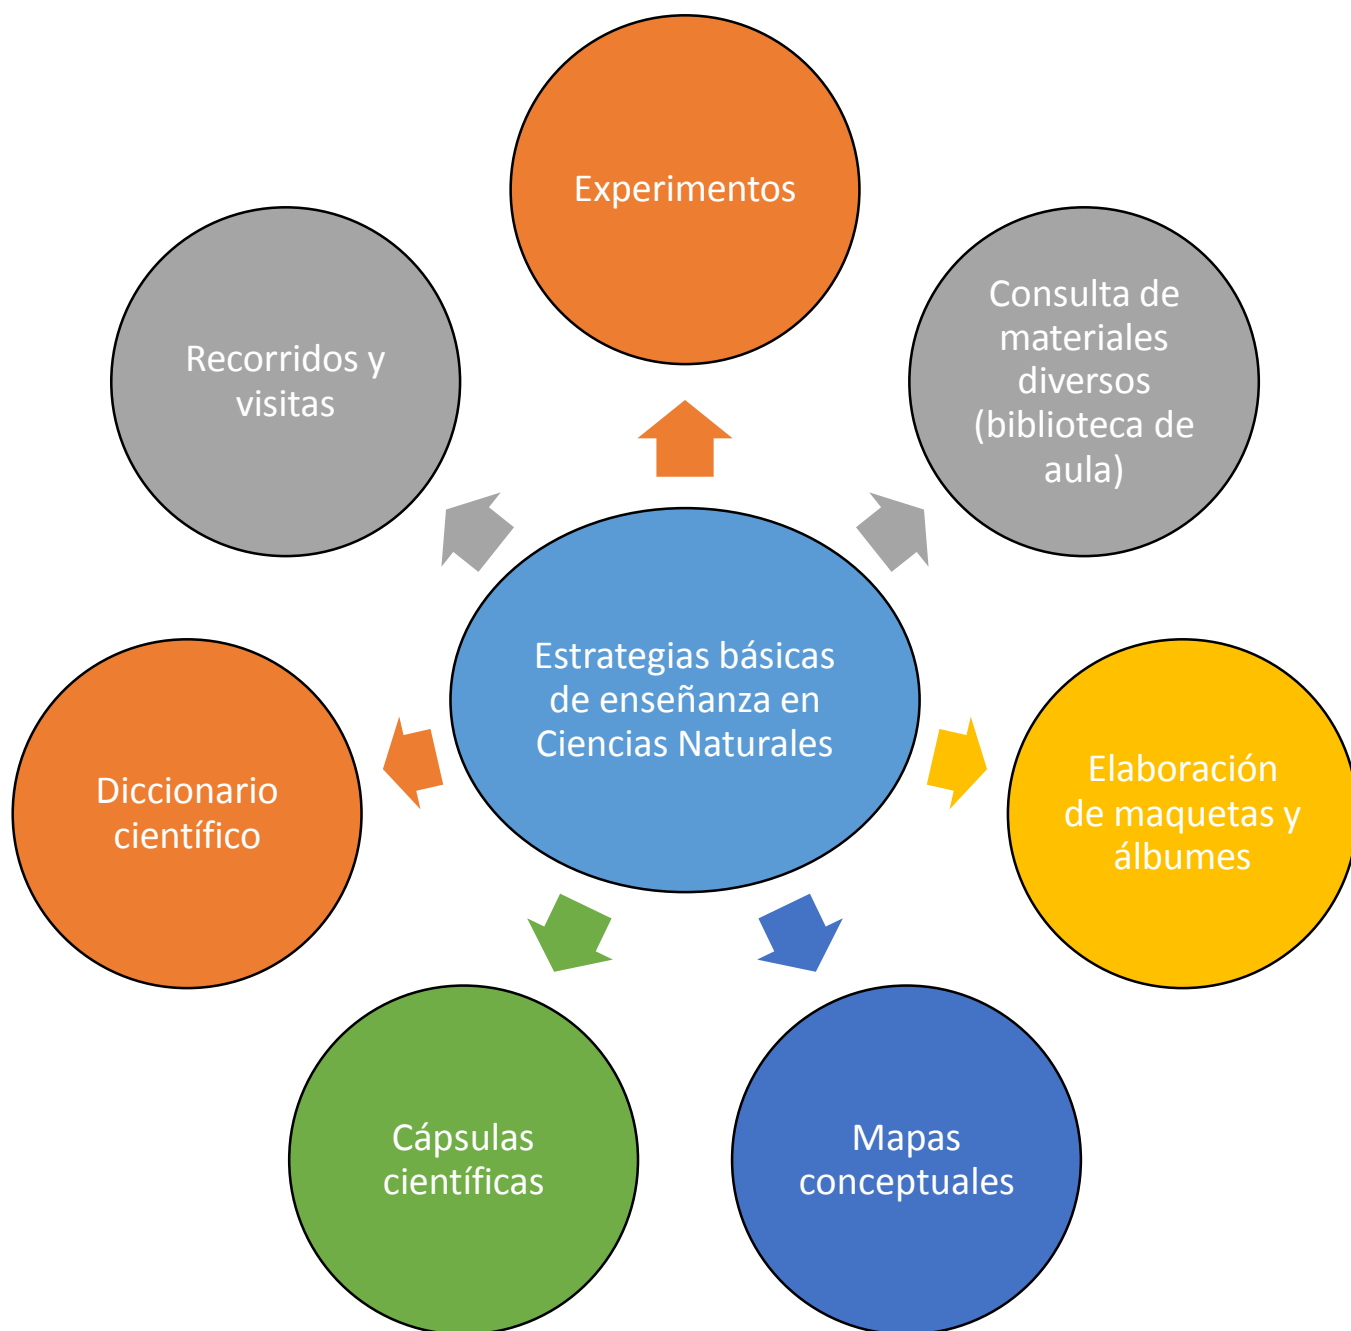 Experimentos
Consulta de
materiales
diversos
(biblioteca de
aula)
Recorridos y
visitas
Estrategias básicas
de enseñanza en
Ciencias Naturales
Elaboración
de maquetas y
álbumes
Diccionario
científico
Cápsulas
científicas
Mapas
conceptuales